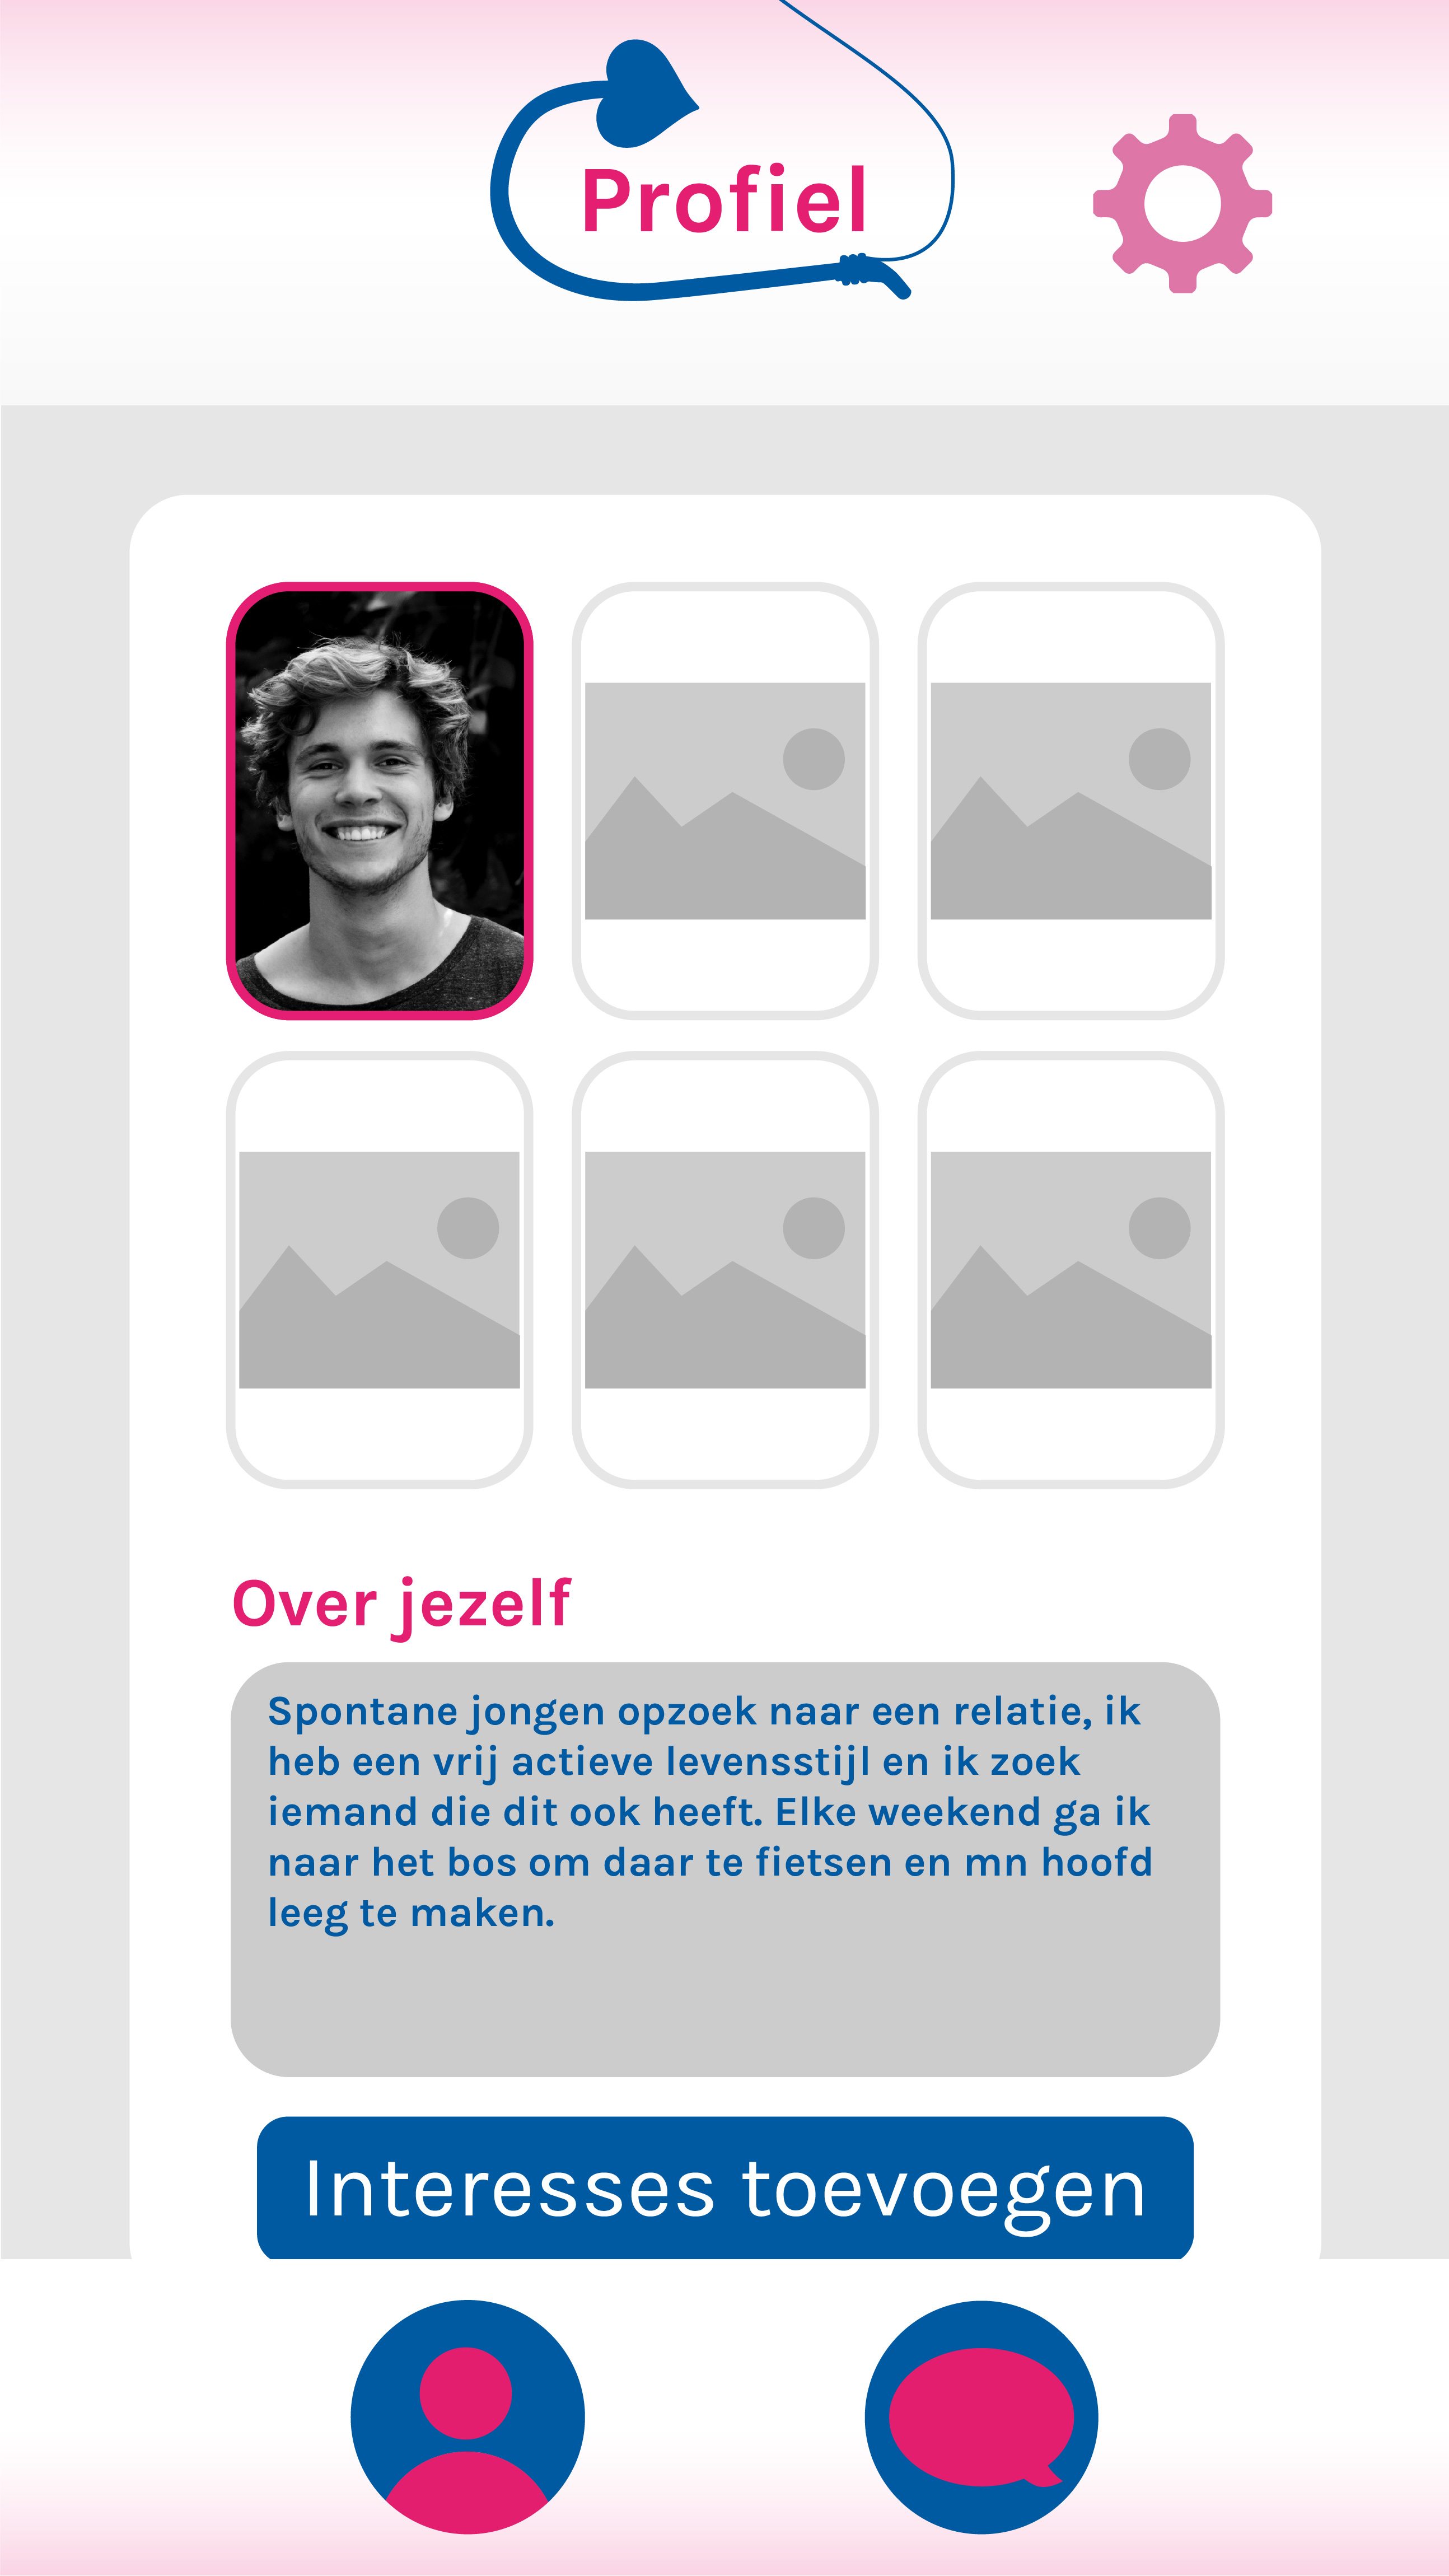 Profiel
Over jezelf
Spontane jongen opzoek naar een relatie, ik
heb een vrij actieve levensstijl en ik zoek
iemand die dit ook heeft. Elke weekend ga ik
naar het bos om daar te fietsen en mn hoofd
leeg te maken.
Interesses toevoegen